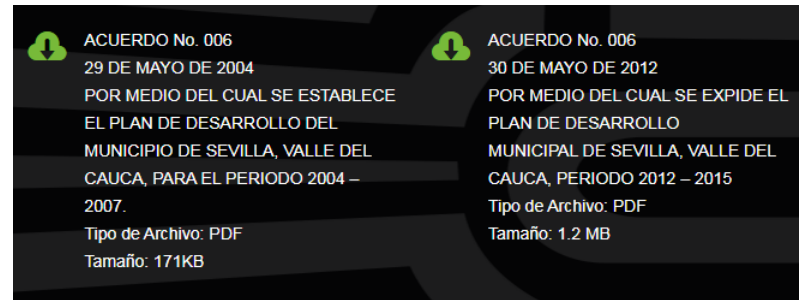 ACUERDO No. 006
29 DE MAYO DE 2004
POR MEDIO DEL CUAL SE ESTABLECE
EL PLAN DE DESARROLLO DEL
MUNICIPIO DE SEVILLA, VALLE DEL
CAUCA, PARA EL PERIODO 2004 –
2007.
Tipo de Archivo: PDF
Tamaño: 171KB
ACUERDO No. 006
30 DE MAYO DE 2012
POR MEDIO DEL CUAL SE EXPIDE EL
PLAN DE DESARROLLO
MUNICIPAL DE SEVILLA, VALLE DEL
CAUCA, PERIODO 2012 – 2015
Tipo de Archivo: PDF
Tamaño: 1.2 MB